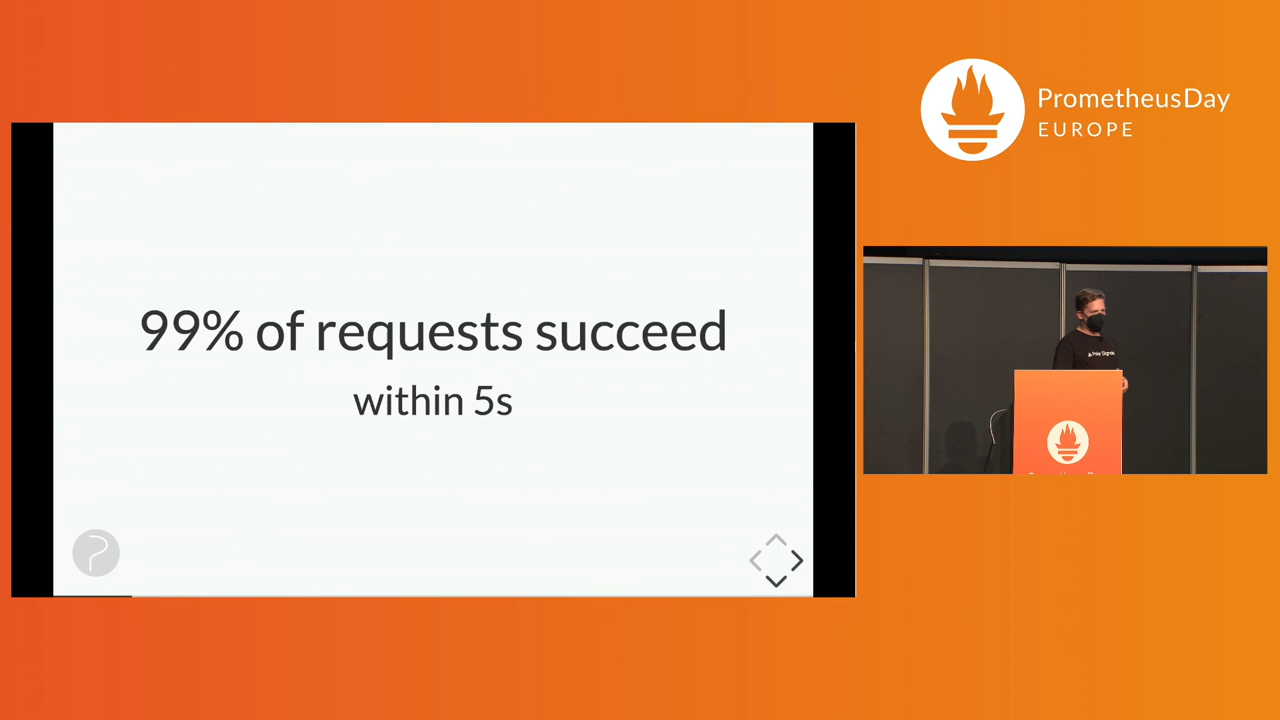 PrometheusDay
EUROPE
99% of requests succeed
within 5s